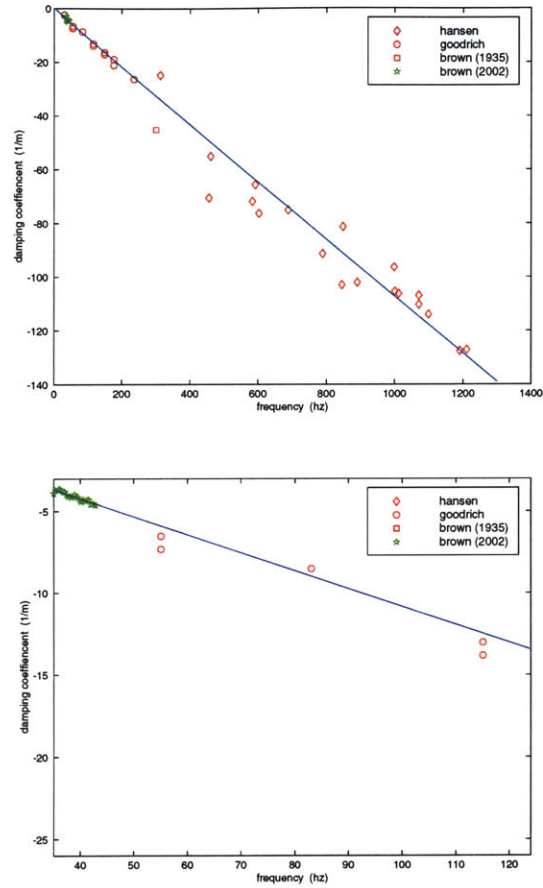 0
-20
-40
-60
-80
-100
-120
-140
damping coeffiencent (1/m)
hansen
goodrich
brown (1935)
brown (2002)
0 200 400 600 800 1000 1200 1400
frequency (hz)
-5
-10
-15
-20
-25
damping coeffiencent (1/m)
hansen
goodrich
brown (1935)
brown (2002)
40 50 60 70 80 90 100 110 120
frequency (hz)